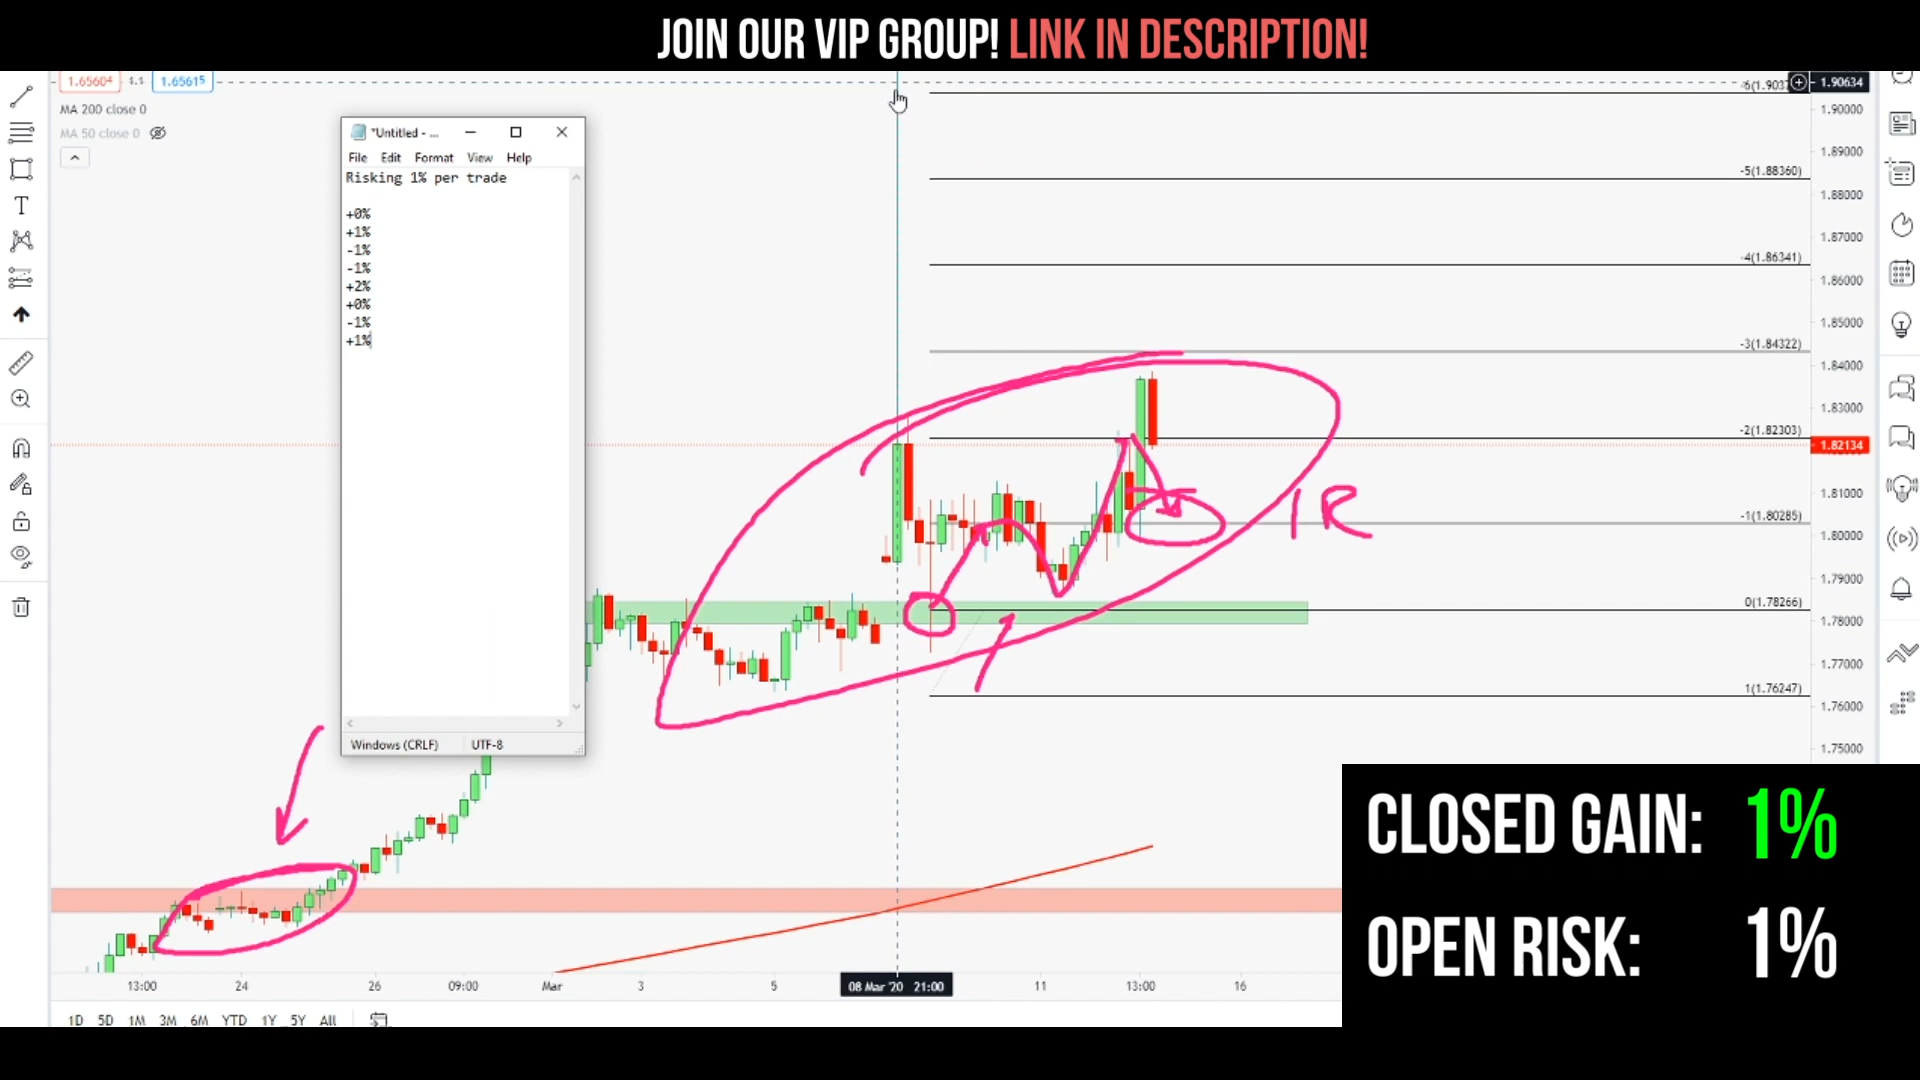 JOIN OUR VIP GROUP! LINK IN DESCRIPTION!
1.65604 1.1 1.65615
MA 200 close 0
MA 50 close 0
*Untitled - ...
File Edit Format View Help
Risking 1% per trade
+0%
+1%
-1%
-1%
+2%
+0%
-1%
+1%
Windows (CRLF) UTF-8
T
1.90634
1.90000
1.89000
-5(1.88360)
1.88000
1.87000
-4(1.86341)
1.86000
1.85000
-3(1.84322)
1.84000
1.83000
-2(1.82303)
1.82134
1.81000
1R
-1(1.80285)
1.80000
1.79000
0(1.78266)
1.78000
1.77000
1(1.76247)
1.76000
1.75000
13:00 24 26 09:00 Mar 3 5 08 Mar '20 21:00 11 13:00 16
1D 5D 1M 3M 6M YTD 1Y 5Y All
CLOSED GAIN: 1%
OPEN RISK: 1%